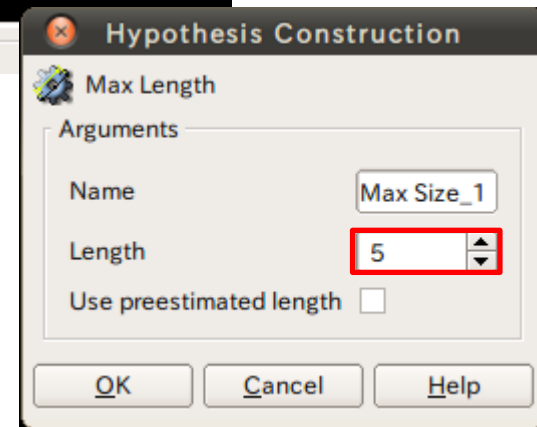 Hypothesis Construction
Max Length
Arguments
Name Max Size_1
Length 5
Use preestimated length
OK Cancel Help